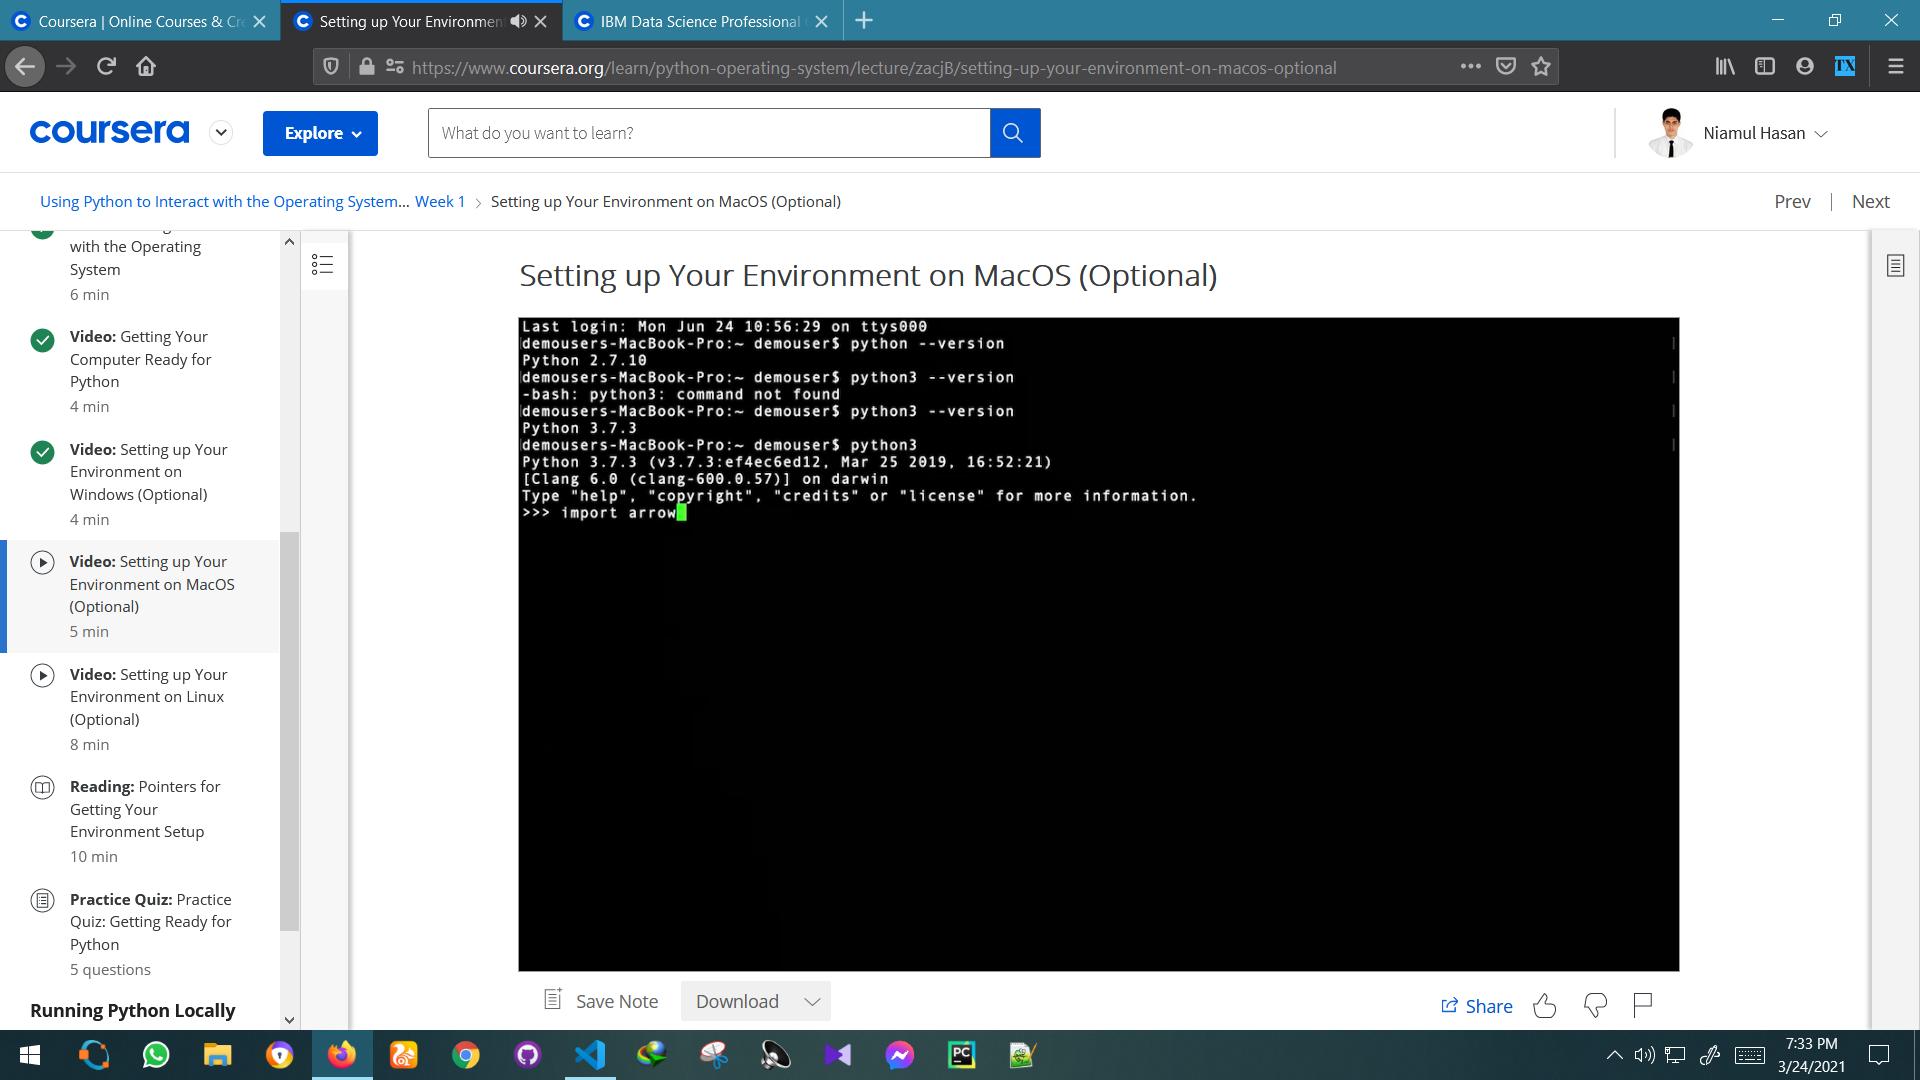 Coursera | Online Courses & Cre
Setting up Your Environmen
IBM Data Science Professional
https://www.coursera.org/learn/python-operating-system/lecture/zacjB/setting-up-your-environment-on-macos-optional
TX
coursera
Explore
What do you want to learn?
Niamul Hasan
Using Python to Interact with the Operating System... Week 1 > Setting up Your Environment on MacOS (Optional)
Prev | Next
with the Operating
System
6 min
Video: Getting Your
Computer Ready for
Python
4 min
Video: Setting up Your
Environment on
Windows (Optional)
4 min
Video: Setting up Your
Environment on MacOS
(Optional)
5 min
Video: Setting up Your
Environment on Linux
(Optional)
8 min
Reading: Pointers for
Getting Your
Environment Setup
10 min
Practice Quiz: Practice
Quiz: Getting Ready for
Python
5 questions
Running Python Locally
Setting up Your Environment on MacOS (Optional)
Last login: Mon Jun 24 10:56:29 on ttys000
[demousers-MacBook-Pro:~ demouser$ python --version ]
Python 2.7.10
[demousers-MacBook-Pro:~ demouser$ python3 --version ]
-bash: python3: command not found
[demousers-MacBook-Pro:~ demouser$ python3 --version ]
Python 3.7.3
[demousers-MacBook-Pro:~ demouser$ python3 ]
Python 3.7.3 (v3.7.3:ef4ec6ed12, Mar 25 2019, 16:52:21)
[Clang 6.0 (clang-600.0.57)] on darwin
Type "help", "copyright", "credits" or "license" for more information.
>>> import arrow
Save Note
Download
Share
PC
7:33 PM
3/24/2021